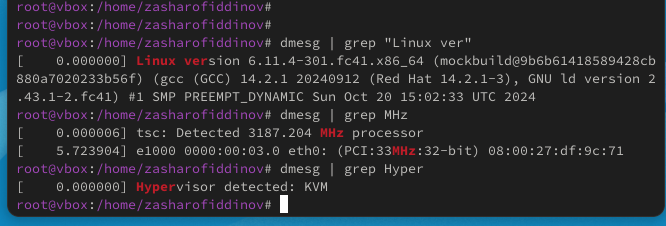 root@vbox:/home/zasharofiddinov#
root@vbox:/home/zasharofiddinov#
root@vbox:/home/zasharofiddinov#
root@vbox:/home/zasharofiddinov# dmesg | grep "Linux ver"
[    0.000000] Linux version 6.11.4-301.fc41.x86_64 (mockbuild@9b6b61418589428cb
880a7020233b56f) (gcc (GCC) 14.2.1 20240912 (Red Hat 14.2.1-3), GNU ld version 2
.43.1-2.fc41) #1 SMP PREEMPT_DYNAMIC Sun Oct 20 15:02:33 UTC 2024
root@vbox:/home/zasharofiddinov# dmesg | grep MHz
[    0.000006] tsc: Detected 3187.204 MHz processor
[    5.723904] e1000 0000:00:03.0 eth0: (PCI:33MHz:32-bit) 08:00:27:df:9c:71
root@vbox:/home/zasharofiddinov# dmesg | grep Hyper
[    0.000000] Hypervisor detected: KVM
root@vbox:/home/zasharofiddinov#